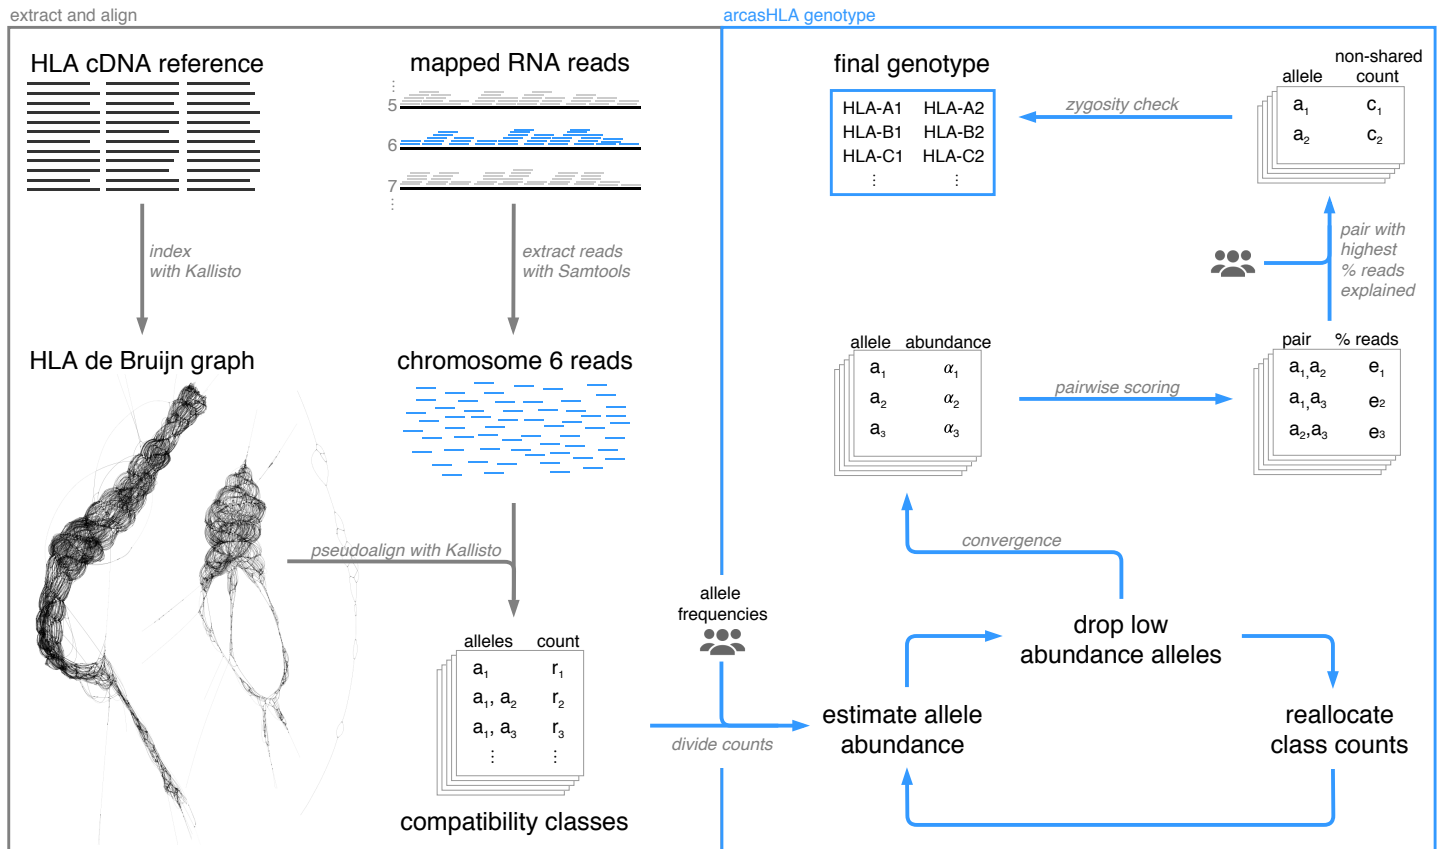 extract and align
HLA cDNA reference
index
with Kallisto
HLA de Bruijn graph
mapped RNA reads
⋮
5
6
7
⋮
extract reads
with Samtools
chromosome 6 reads
pseudoalign with Kallisto
alleles count
a1 r1
a1, a2 r2
a1, a3 r3
⋮ ⋮
compatibility classes
arcasHLA genotype
allele
frequencies
divide counts
estimate allele
abundance
drop low
abundance alleles
reallocate
class counts
convergence
allele abundance
a1 α1
a2 α2
a3 α3
pairwise scoring
pair % reads
a1,a2 e1
a1,a3 e2
a2,a3 e3
pair with
highest
% reads
explained
non-shared
allele count
a1 c1
a2 c2
zygosity check
final genotype
HLA-A1 HLA-A2
HLA-B1 HLA-B2
HLA-C1 HLA-C2
⋮ ⋮